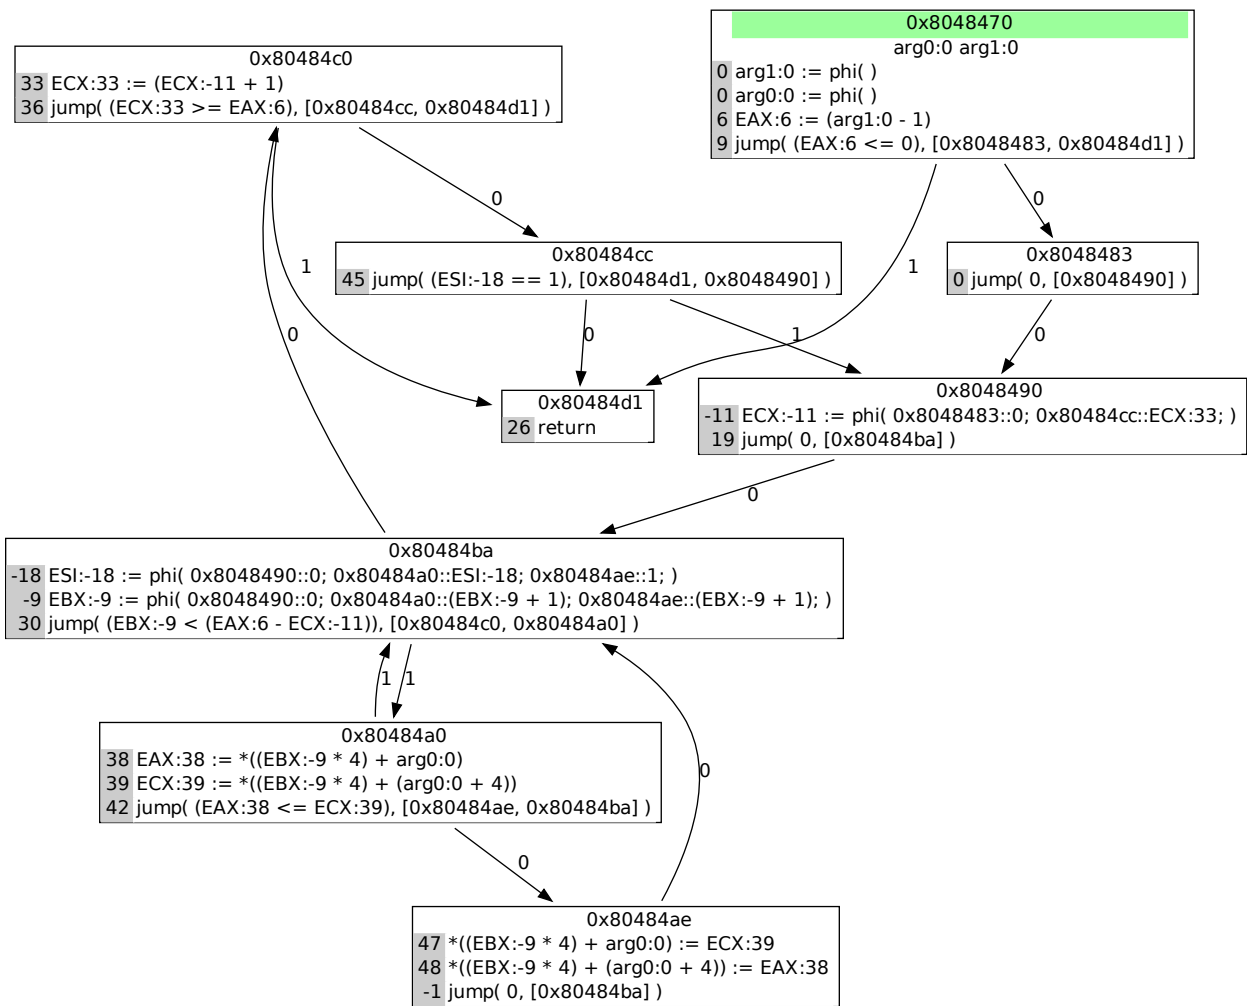 0x8048470
arg0:0 arg1:0
0 arg1:0 := phi( )
0 arg0:0 := phi( )
6 EAX:6 := (arg1:0 - 1)
9 jump( (EAX:6 <= 0), [0x8048483, 0x80484d1] )
0x80484c0
33 ECX:33 := (ECX:-11 + 1)
36 jump( (ECX:33 >= EAX:6), [0x80484cc, 0x80484d1] )
0
0
0x80484cc
45 jump( (ESI:-18 == 1), [0x80484d1, 0x8048490] )
0x8048483
0 jump( 0, [0x8048490] )
1
1
0
0
1
0
0x80484d1
26 return
0x8048490
-11 ECX:-11 := phi( 0x8048483::0; 0x80484cc::ECX:33; )
19 jump( 0, [0x80484ba] )
0
0x80484ba
-18 ESI:-18 := phi( 0x8048490::0; 0x80484a0::ESI:-18; 0x80484ae::1; )
-9 EBX:-9 := phi( 0x8048490::0; 0x80484a0::(EBX:-9 + 1); 0x80484ae::(EBX:-9 + 1); )
30 jump( (EBX:-9 < (EAX:6 - ECX:-11)), [0x80484c0, 0x80484a0] )
1
1
0x80484a0
38 EAX:38 := *((EBX:-9 * 4) + arg0:0)
39 ECX:39 := *((EBX:-9 * 4) + (arg0:0 + 4))
42 jump( (EAX:38 <= ECX:39), [0x80484ae, 0x80484ba] )
0
0
0x80484ae
47 *((EBX:-9 * 4) + arg0:0) := ECX:39
48 *((EBX:-9 * 4) + (arg0:0 + 4)) := EAX:38
-1 jump( 0, [0x80484ba] )